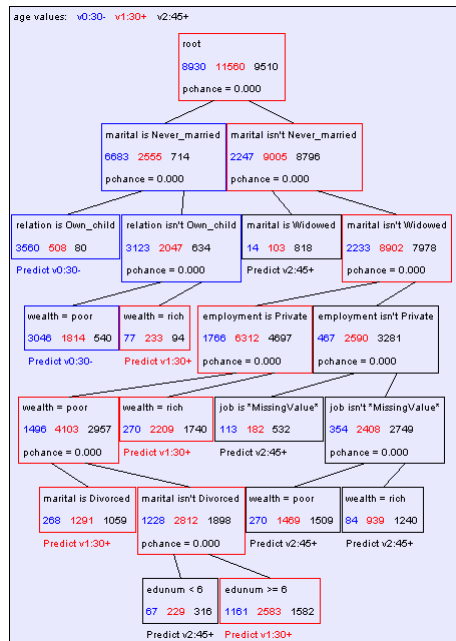 age values: v0:30- v1:30+ v2:45+
root
8930 11560 9510
pchance = 0.000
marital is Never_married marital isn't Never_married
6683 2555 714 2247 9005 8796
pchance = 0.000 pchance = 0.000
relation is Own_child relation isn't Own_child marital is Widowed marital isn't Widowed
3560 508 80 3123 2047 634 14 103 818 2233 8902 7978
Predict v0:30- pchance = 0.000 Predict v2:45+ pchance = 0.000
wealth = poor wealth = rich employment is Private employment isn't Private
3046 1814 540 77 233 94 1766 6312 4697 467 2590 3281
Predict v0:30- Predict v1:30+ pchance = 0.000 pchance = 0.000
wealth = poor wealth = rich job is *MissingValue* job isn't *MissingValue*
1496 4103 2957 270 2209 1740 113 182 532 354 2408 2749
pchance = 0.000 Predict v1:30+ Predict v2:45+ pchance = 0.000
marital is Divorced marital isn't Divorced wealth = poor wealth = rich
268 1291 1059 1228 2812 1898 270 1469 1509 84 939 1240
Predict v1:30+ pchance = 0.000 Predict v2:45+ Predict v2:45+
edunum < 6 edunum >= 6
67 229 316 1161 2583 1582
Predict v2:45+ Predict v1:30+